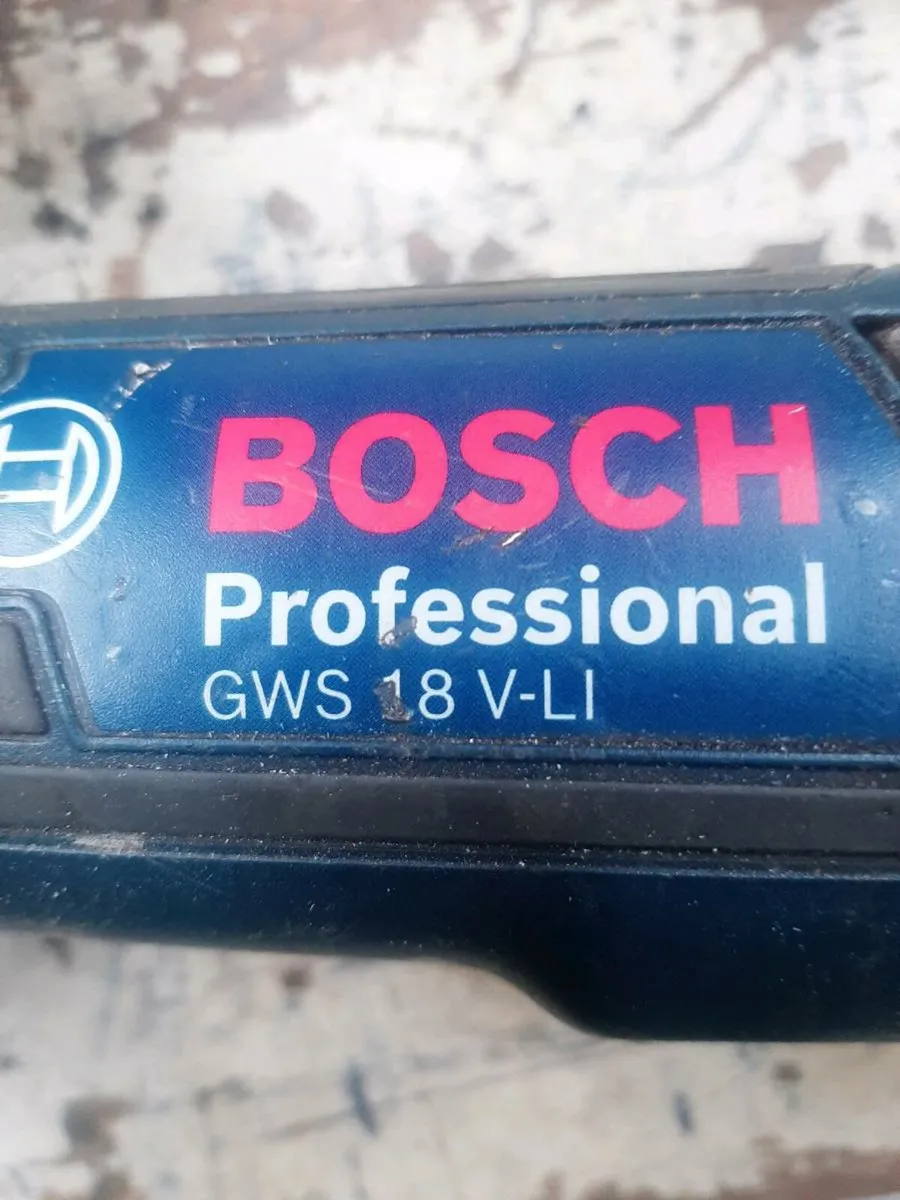 BOSCH
Professional
GWS 18 V-LI